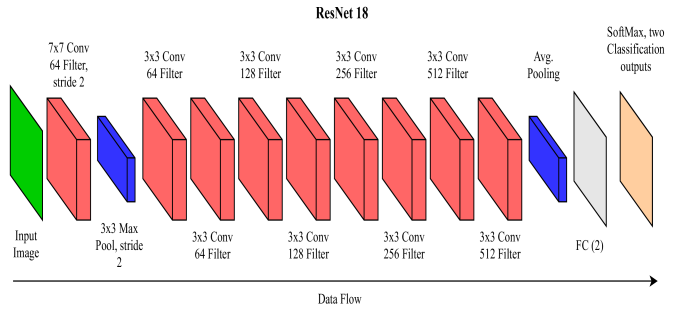 ResNet 18
7x7 Conv
64 Filter,
stride 2
3x3 Conv
64 Filter
3x3 Conv
128 Filter
3x3 Conv
256 Filter
3x3 Conv
512 Filter
Avg.
Pooling
SoftMax, two
Classification
outputs
Input
Image
3x3 Max
Pool, stride
2
3x3 Conv
64 Filter
3x3 Conv
128 Filter
3x3 Conv
256 Filter
3x3 Conv
512 Filter
FC (2)
Data Flow